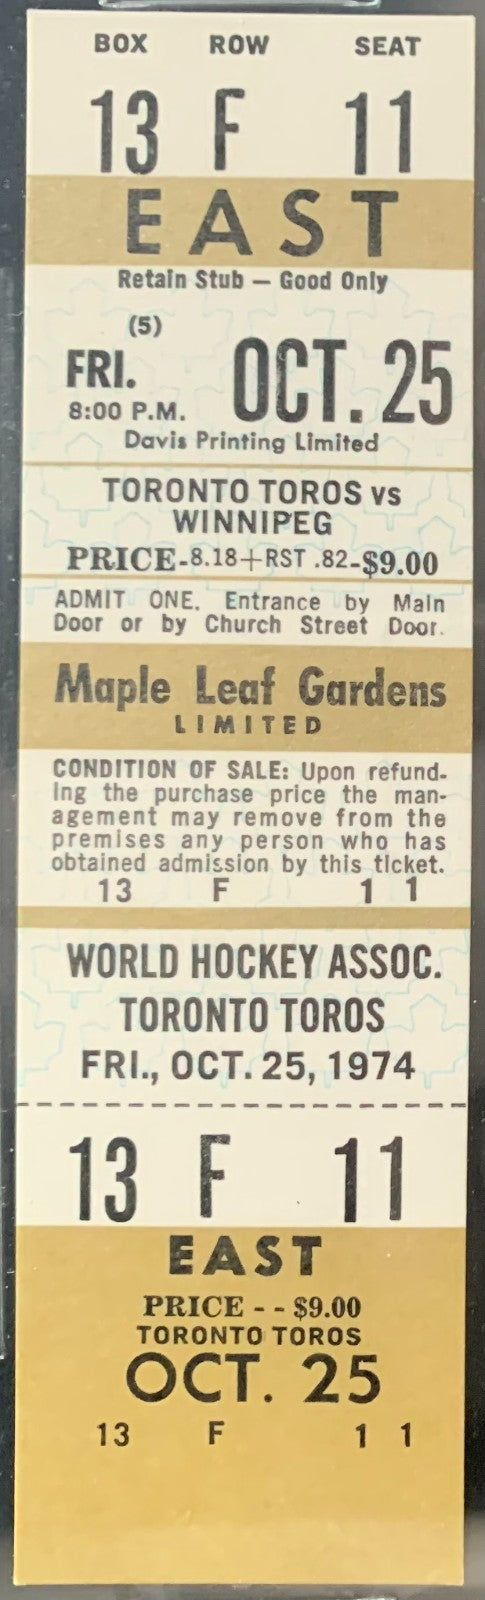 BOX ROW SEAT
13 F 11
EAST
Retain Stub — Good Only
(5)
FRI. OCT. 25
8:00 P.M.
Davis Printing Limited
TORONTO TOROS vs
WINNIPEG
PRICE-8.18+RST .82-$9.00
ADMIT ONE. Entrance by Main
Door or by Church Street Door.
Maple Leaf Gardens
LIMITED
CONDITION OF SALE: Upon refund-
ing the purchase price the man-
agement may remove from the
premises any person who has
obtained admission by this ticket.
13 F 1 1
WORLD HOCKEY ASSOC.
TORONTO TOROS
FRI., OCT. 25, 1974
13 F 11
EAST
PRICE - - $9.00
TORONTO TOROS
OCT. 25
13 F 1 1